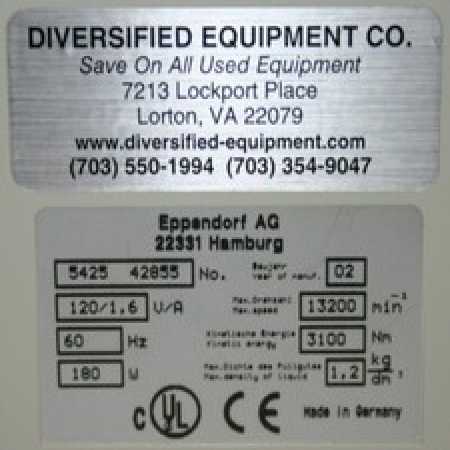 DIVERSIFIED EQUIPMENT CO.
Save On All Used Equipment
7213 Lockport Place
Lorton, VA 22079
www.diversified-equipment.com
(703) 550-1994 (703) 354-9047
Eppendorf AG
22331 Hamburg
5425 42855 No. Baujahr Year of manuf. 02
120/1.6 V/A Max. Drehzahl Max. speed 13200 min⁻¹
60 Hz Kinetische Energie Kinetic energy 3100 Nm
180 W Max. Dichte des Füllgutes Max. density of liquid 1.2 kg/dm³
c UL CE Made in Germany